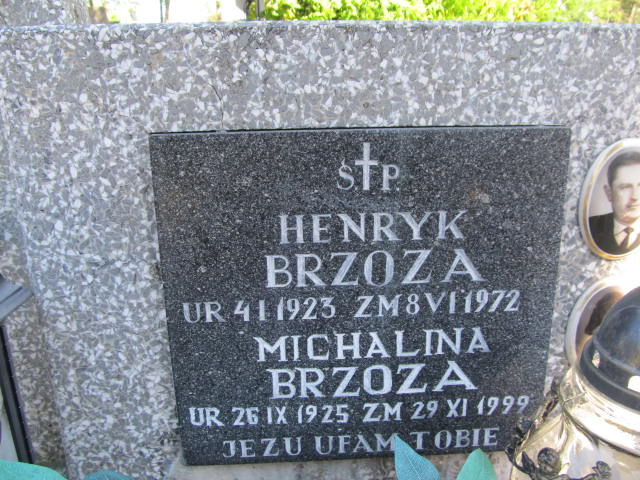 Ś†P.
HENRYK
BRZOZA
UR 4 I 1923 ZM 8 VI 1972
MICHALINA
BRZOZA
UR 26 IX 1925 ZM 29 XI 1999
JEZU UFAM TOBIE